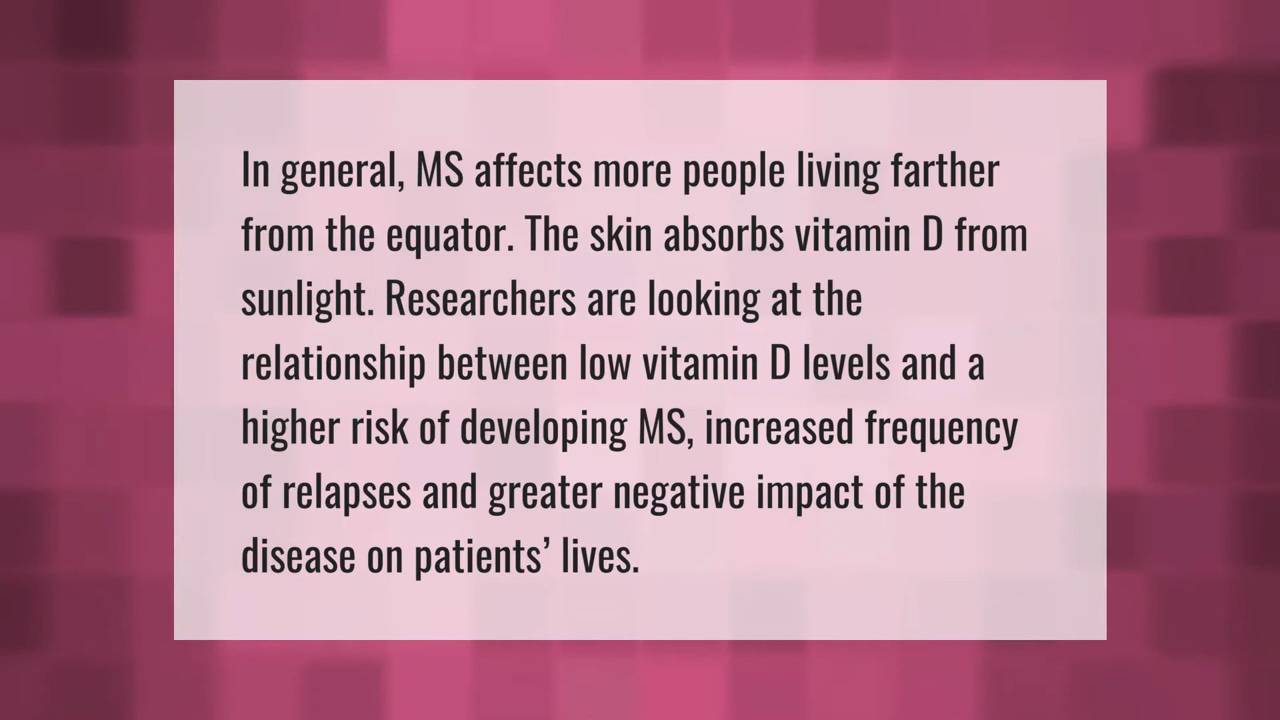 In general, MS affects more people living farther
from the equator. The skin absorbs vitamin D from
sunlight. Researchers are looking at the
relationship between low vitamin D levels and a
higher risk of developing MS, increased frequency
of relapses and greater negative impact of the
disease on patients’ lives.